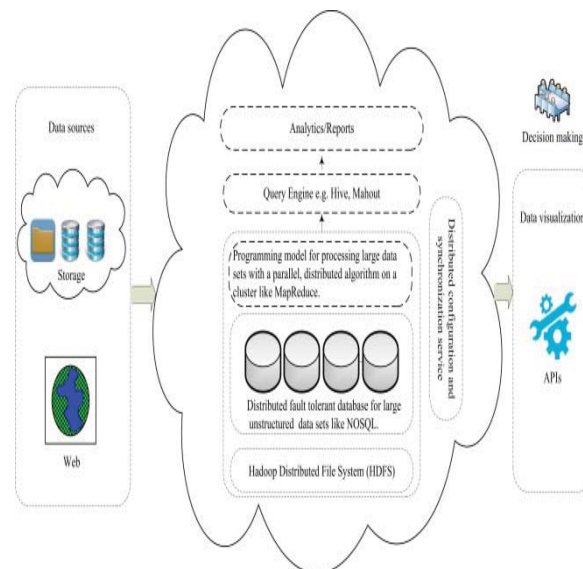 Data sources
Storage
Web
Analytics/Reports
Query Engine e.g. Hive, Mahout
Programming model for processing large data
sets with a parallel, distributed algorithm on a
cluster like MapReduce.
Distributed fault tolerant database for large
unstructured data sets like NOSQL.
Hadoop Distributed File System (HDFS)
Distributed configuration and
synchronization service
Decision making
Data visualization
APIs